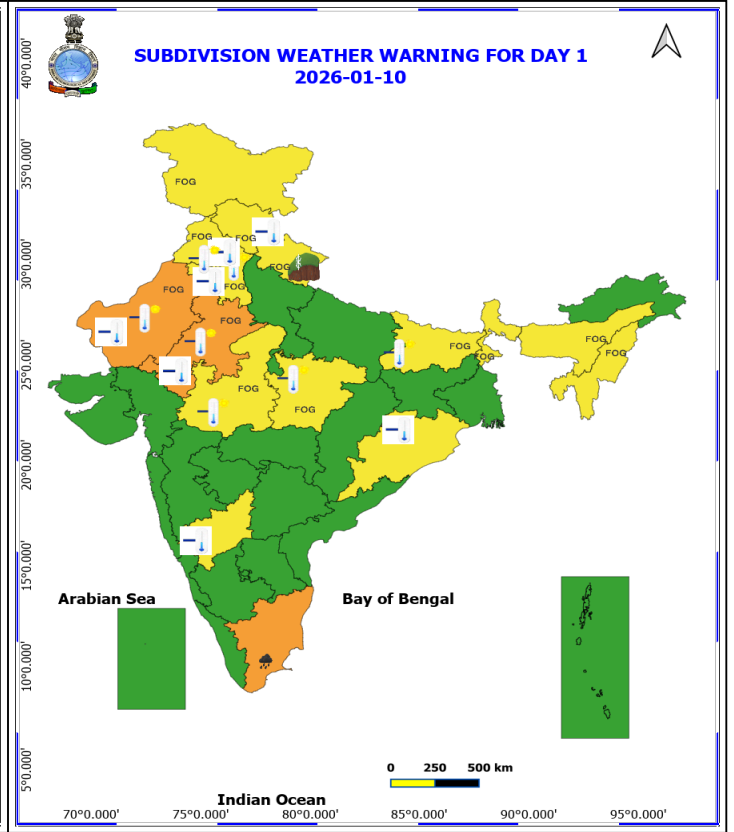 SUBDIVISION WEATHER WARNING FOR DAY 1
2026-01-10
40°0.000'
35°0.000'
30°0.000'
25°0.000'
20°0.000'
15°0.000'
10°0.000'
5°0.000'
FOG
FOG
FOG
FOG
FOG
FOG
FOG
FOG
FOG
FOG
FOG
FOG
FOG
Arabian Sea
Bay of Bengal
0 250 500 km
Indian Ocean
70°0.000' 75°0.000' 80°0.000' 85°0.000' 90°0.000' 95°0.000'